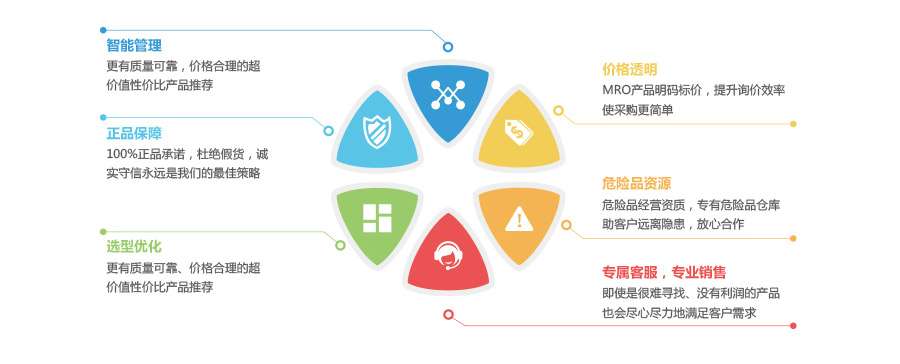 智能管理
更有质量可靠，价格合理的超
价值性价比产品推荐
正品保障
100%正品承诺，杜绝假货，诚
实守信永远是我们的最佳策略
选型优化
更有质量可靠、价格合理的超
价值性价比产品推荐
价格透明
MRO产品明码标价，提升询价效率
使采购更简单
危险品资源
危险品经营资质，专有危险品仓库
助客户远离隐患，放心合作
专属客服，专业销售
即使是很难寻找、没有利润的产品
也会尽心尽力地满足客户需求